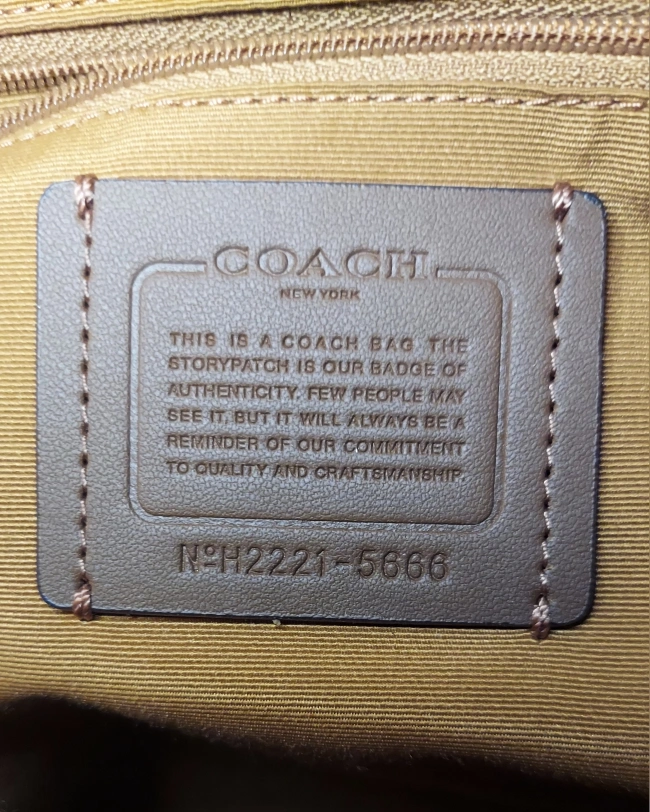 COACH
NEW YORK
THIS IS A COACH BAG THE
STORYPATCH IS OUR BADGE OF
AUTHENTICITY. FEW PEOPLE MAY
SEE IT, BUT IT WILL ALWAYS BE A
REMINDER OF OUR COMMITMENT
TO QUALITY AND CRAFTSMANSHIP.
NºH2221-5666